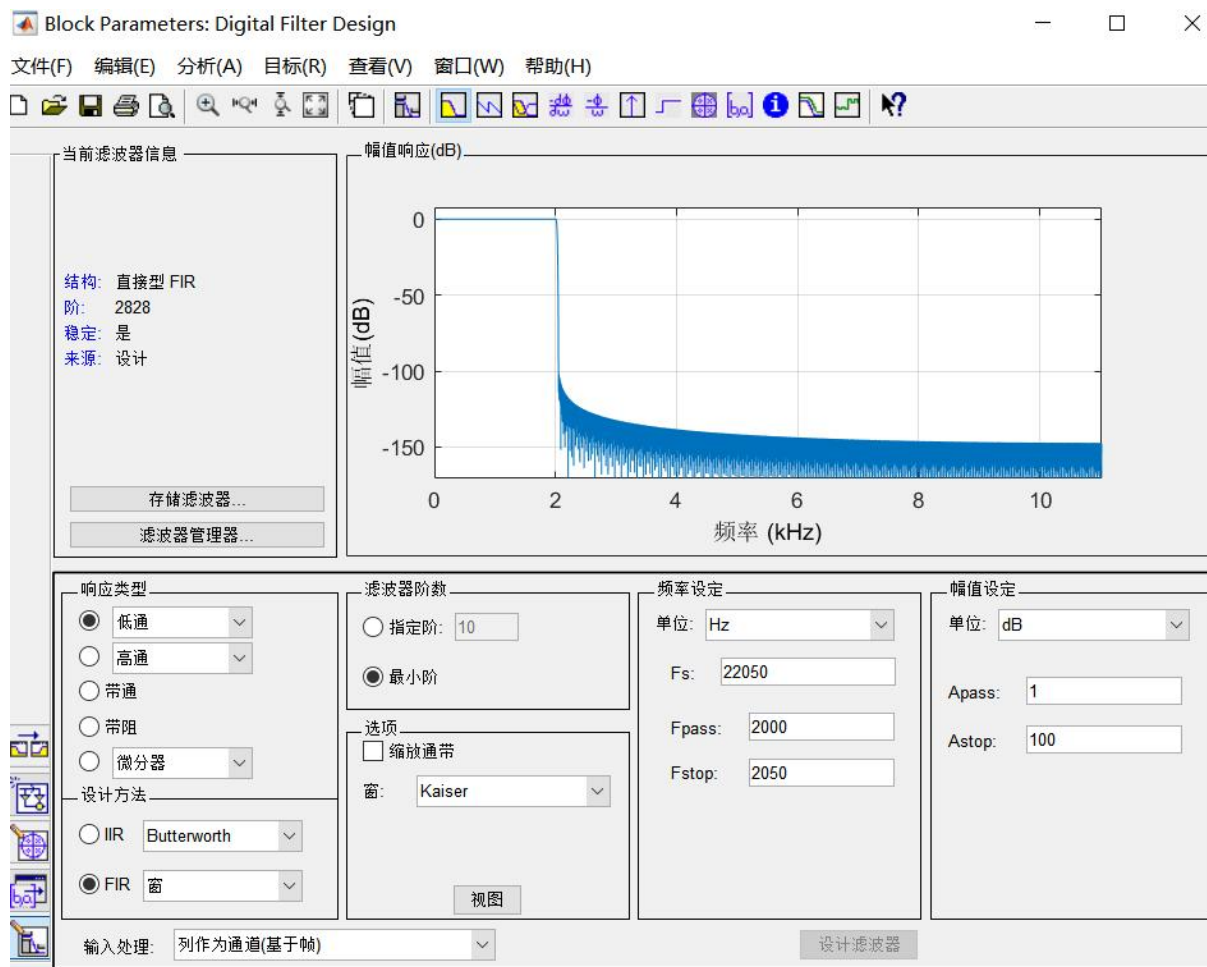 Block Parameters: Digital Filter Design
文件(F) 编辑(E) 分析(A) 目标(R) 查看(V) 窗口(W) 帮助(H)
当前滤波器信息
结构: 直接型 FIR
阶: 2828
稳定: 是
来源: 设计
存储滤波器...
滤波器管理器...
幅值响应(dB)
0
-50
-100
-150
幅值(dB)
0 2 4 6 8 10
频率 (kHz)
响应类型
低通
高通
带通
带阻
微分器
设计方法
IIR Butterworth
FIR 窗
滤波器阶数
指定阶: 10
最小阶
选项
缩放通带
窗: Kaiser
视图
频率设定
单位: Hz
Fs: 22050
Fpass: 2000
Fstop: 2050
幅值设定
单位: dB
Apass: 1
Astop: 100
输入处理: 列作为通道(基于帧)
设计滤波器